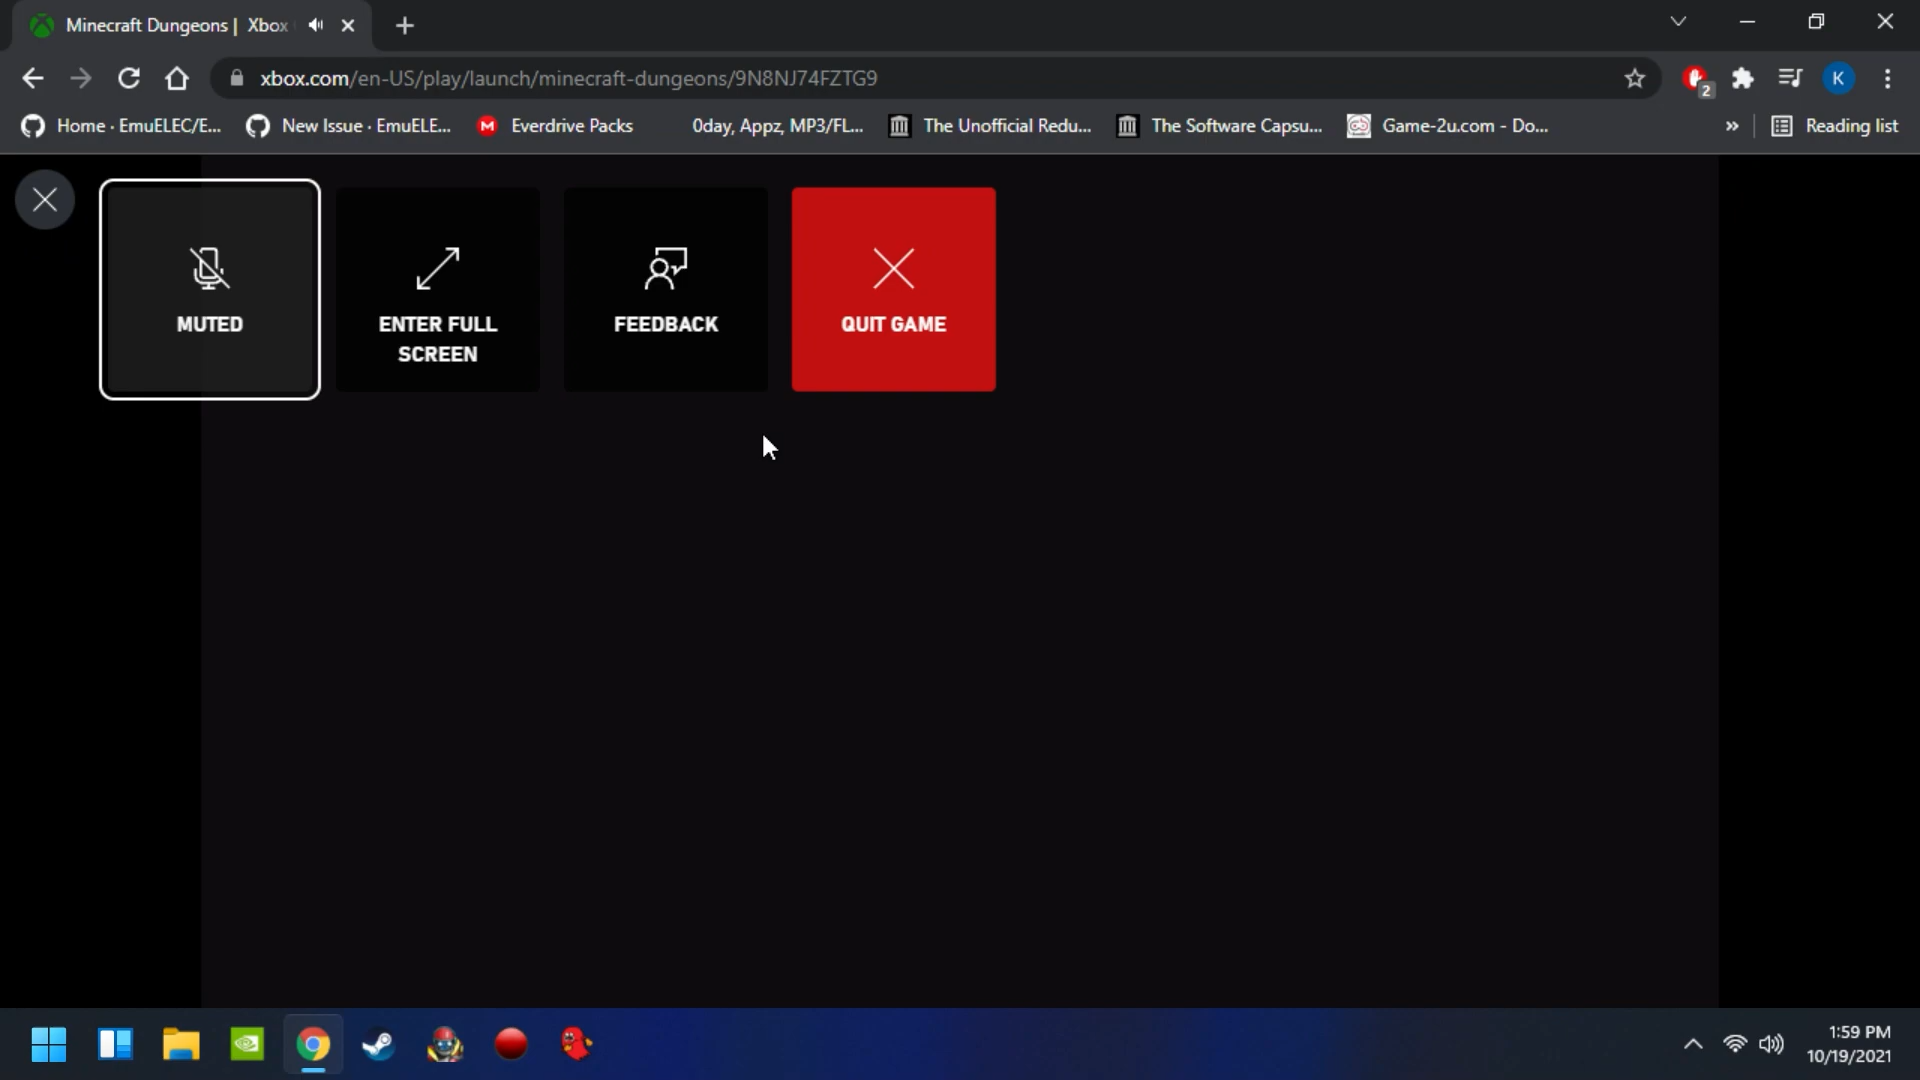 Minecraft Dungeons | Xbox
xbox.com/en-US/play/launch/minecraft-dungeons/9N8NJ74FZTG9
2
K
Home · EmuELEC/E...
New Issue · EmuELE...
M
Everdrive Packs
0day, Appz, MP3/FL...
The Unofficial Redu...
The Software Capsu...
Game-2u.com - Do...
»
Reading list
MUTED
ENTER FULL
SCREEN
FEEDBACK
QUIT GAME
1:59 PM
10/19/2021